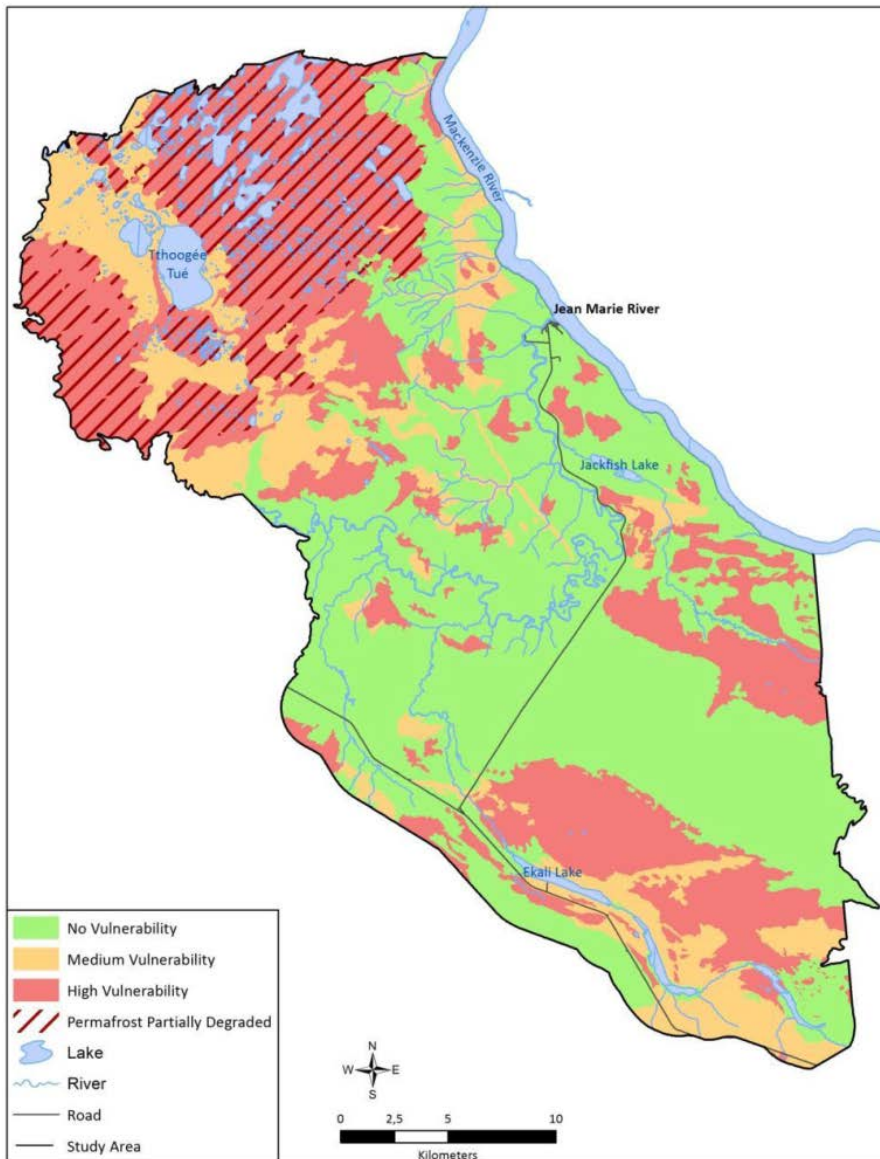 Mackenzie River
Tthoogée
Tué
Jean Marie River
Jackfish Lake
Ekali Lake
No Vulnerability
Medium Vulnerability
High Vulnerability
Permafrost Partially Degraded
Lake
River
Road
Study Area
N
W E
S
0 2,5 5 10
Kilometers